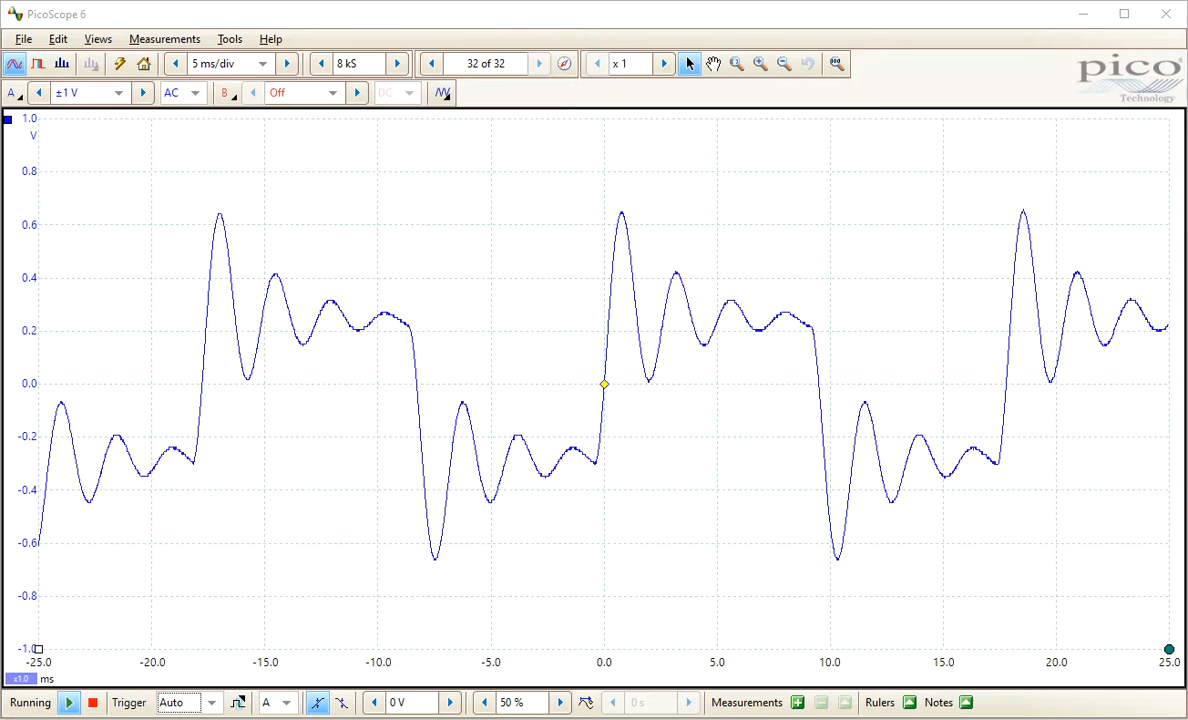 PicoScope 6
File Edit Views Measurements Tools Help
5 ms/div 8 kS 32 of 32 x 1
A ±1 V AC B Off DC
pico
Technology
1.0
V
0.8
0.6
0.4
0.2
0.0
-0.2
-0.4
-0.6
-0.8
-1.0
-25.0 -20.0 -15.0 -10.0 -5.0 0.0 5.0 10.0 15.0 20.0 25.0
x1.0 ms
Running Trigger Auto A 0 V 50 % 0 s Measurements Rulers Notes